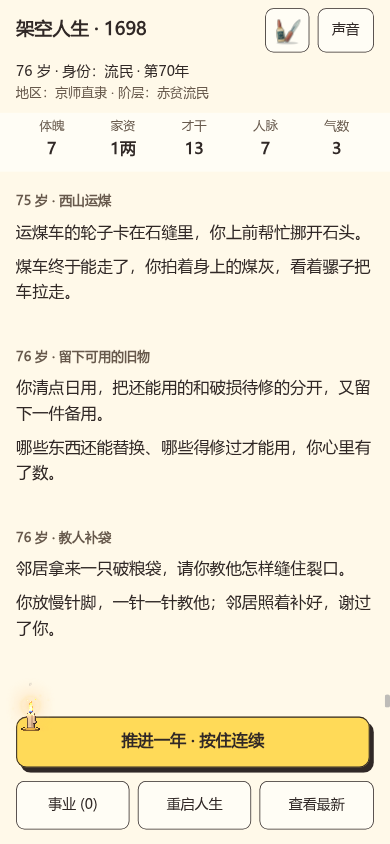 架空人生 · 1698
声音
76 岁 · 身份：流民 · 第70年
地区：京师直隶 · 阶层：赤贫流民
体魄 家资 才干 人脉 气数
7 1两 13 7 3
75 岁 · 西山运煤
运煤车的轮子卡在石缝里，你上前帮忙挪开石头。
煤车终于能走了，你拍着身上的煤灰，看着骡子把
车拉走。
76 岁 · 留下可用的旧物
你清点日用，把还能用的和破损待修的分开，又留
下一件备用。
哪些东西还能替换、哪些得修过才能用，你心里有
了数。
76 岁 · 教人补袋
邻居拿来一只破粮袋，请你教他怎样缝住裂口。
你放慢针脚，一针一针教他；邻居照着补好，谢过
了你。
推进一年 · 按住连续
事业 (0) 重启人生 查看最新